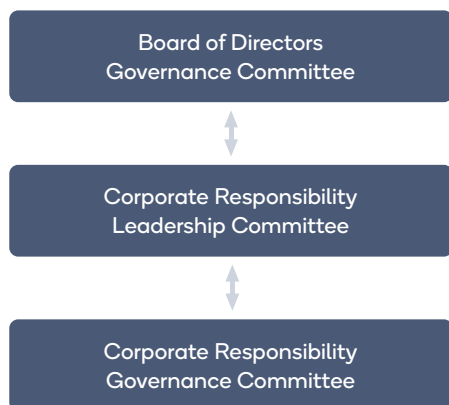 Board of Directors
Governance Committee
Corporate Responsibility
Leadership Committee
Corporate Responsibility
Governance Committee